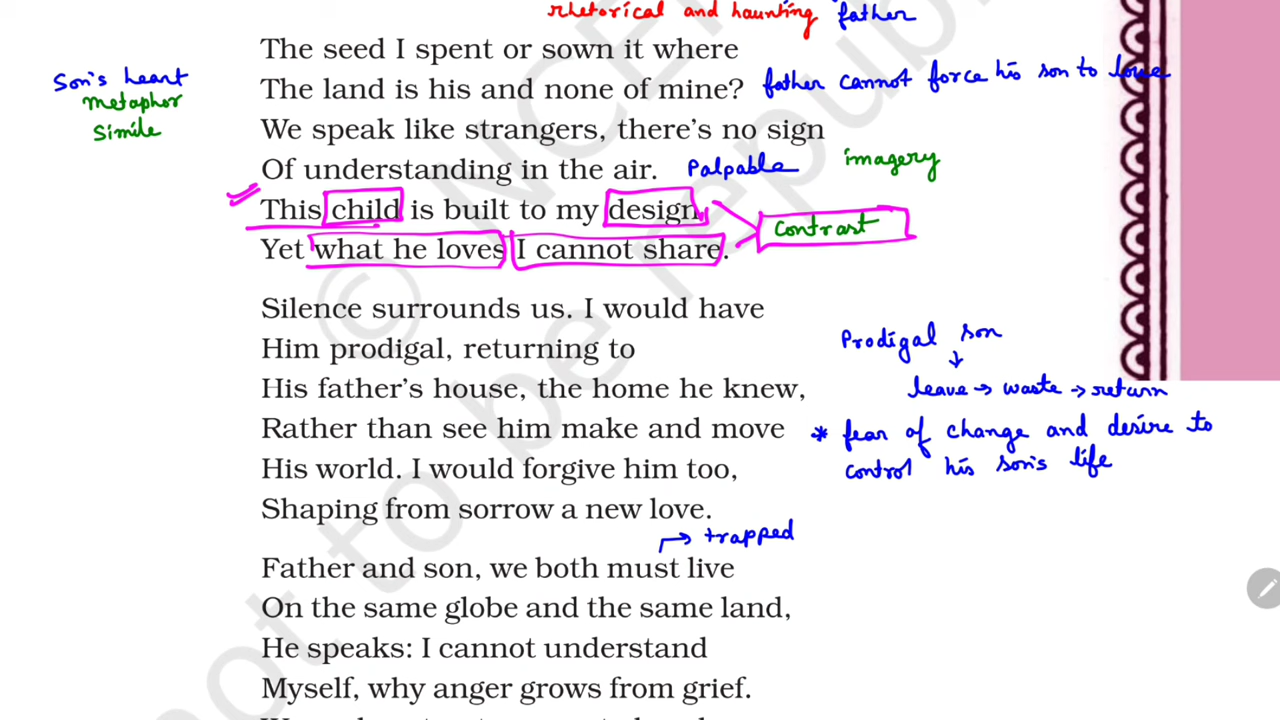 rhetorical and haunting father
The seed I spent or sown it where
Son's heart
The land is his and none of mine? father cannot force his son to love
metaphor
Simile
We speak like strangers, there's no sign
Of understanding in the air. Palpable imagery
This child is built to my design
contrast
Yet what he loves I cannot share.
Silence surrounds us. I would have
Prodigal son
Him prodigal, returning to
His father's house, the home he knew, leave → waste → return
Rather than see him make and move * fear of change and desire to
His world. I would forgive him too, control his son's life
Shaping from sorrow a new love.
→ trapped
Father and son, we both must live
On the same globe and the same land,
He speaks: I cannot understand
Myself, why anger grows from grief.
© NCE
not to be republ